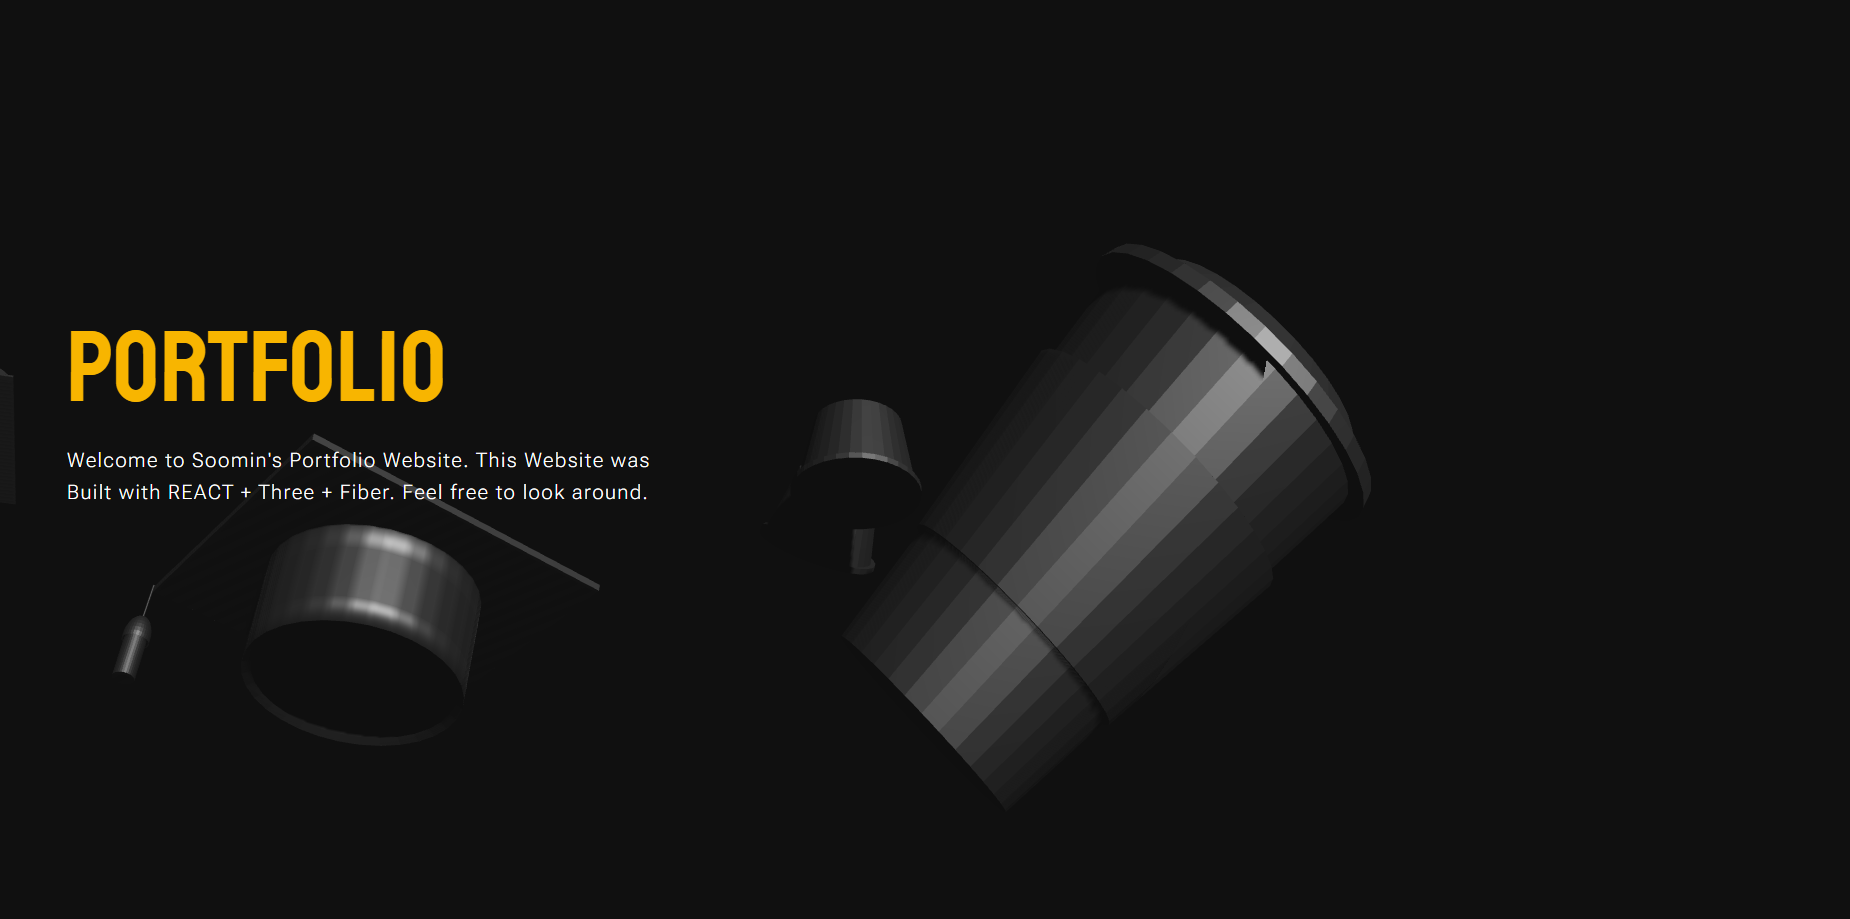 PORTFOLIO
Welcome to Soomin's Portfolio Website. This Website was
Built with REACT + Three + Fiber. Feel free to look around.